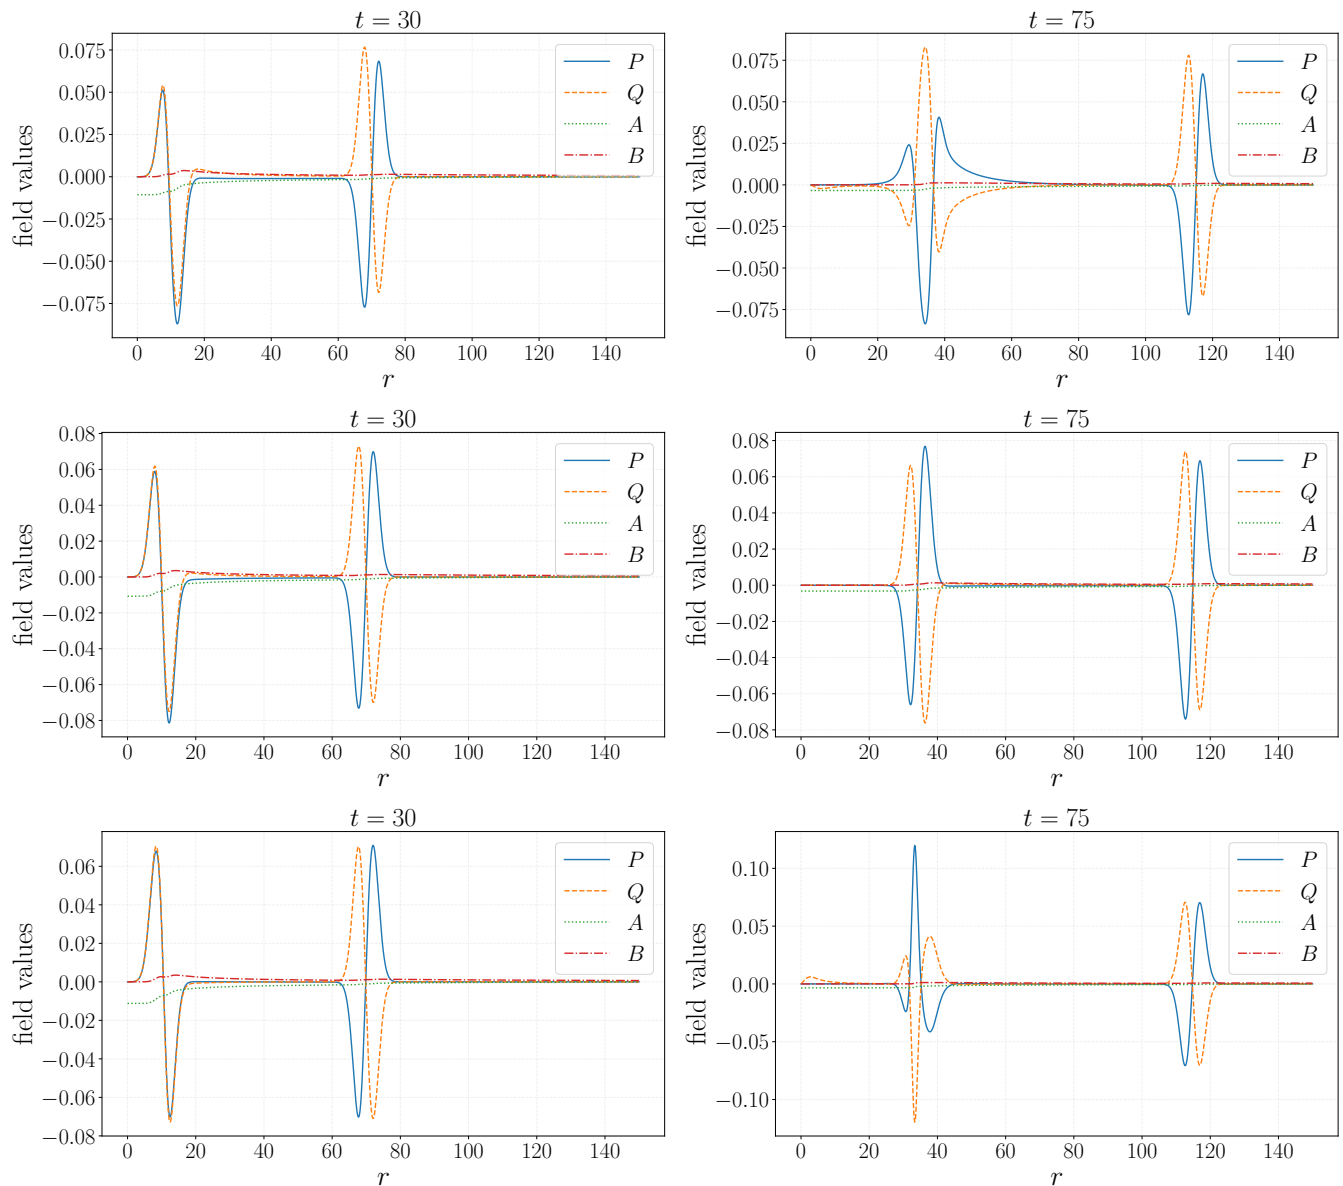 t = 30
0.075
0.050
0.025
0.000
−0.025
−0.050
−0.075
field values
P
Q
A
B
0 20 40 60 80 100 120 140
r
t = 75
0.075
0.050
0.025
0.000
−0.025
−0.050
−0.075
field values
P
Q
A
B
0 20 40 60 80 100 120 140
r
t = 30
0.08
0.06
0.04
0.02
0.00
−0.02
−0.04
−0.06
−0.08
field values
P
Q
A
B
0 20 40 60 80 100 120 140
r
t = 75
0.08
0.06
0.04
0.02
0.00
−0.02
−0.04
−0.06
−0.08
field values
P
Q
A
B
0 20 40 60 80 100 120 140
r
t = 30
0.06
0.04
0.02
0.00
−0.02
−0.04
−0.06
−0.08
field values
P
Q
A
B
0 20 40 60 80 100 120 140
r
t = 75
0.10
0.05
0.00
−0.05
−0.10
field values
P
Q
A
B
0 20 40 60 80 100 120 140
r